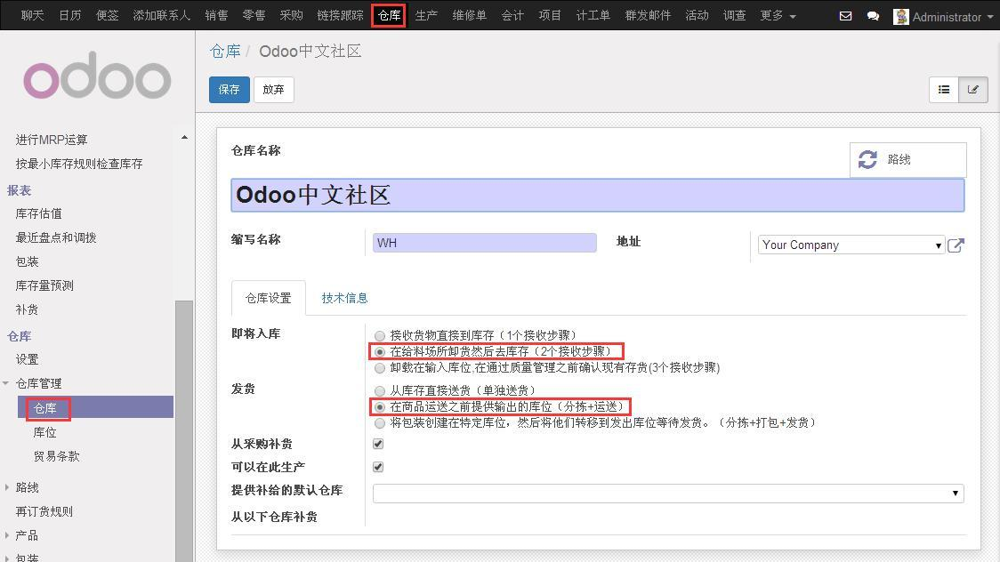 聊天 日历 便签 添加联系人 销售 零售 采购 链接跟踪 仓库 生产 维修单 会计 项目 计工单 群发邮件 活动 调查 更多 Administrator
odoo
仓库 / Odoo中文社区
保存 放弃
进行MRP运算
按最小库存规则检查库存
报表
库存估值
最近盘点和调拨
包装
库存量预测
补货
仓库
设置
仓库管理
仓库
库位
贸易条款
路线
再订货规则
产品
包装
仓库名称
路线
Odoo中文社区
缩写名称 WH 地址 Your Company
仓库设置 技术信息
即将入库 接收货物直接到库存（1个接收步骤）
在给料场所卸货然后去库存（2个接收步骤）
卸载在输入库位,在通过质量管理之前确认现有存货(3个接收步骤)
发货 从库存直接送货（单独送货）
在商品运送之前提供输出的库位（分拣+运送）
将包装创建在特定库位，然后将他们转移到发出库位等待发货。（分拣+打包+发货）
从采购补货
可以在此生产
提供补给的默认仓库
从以下仓库补货